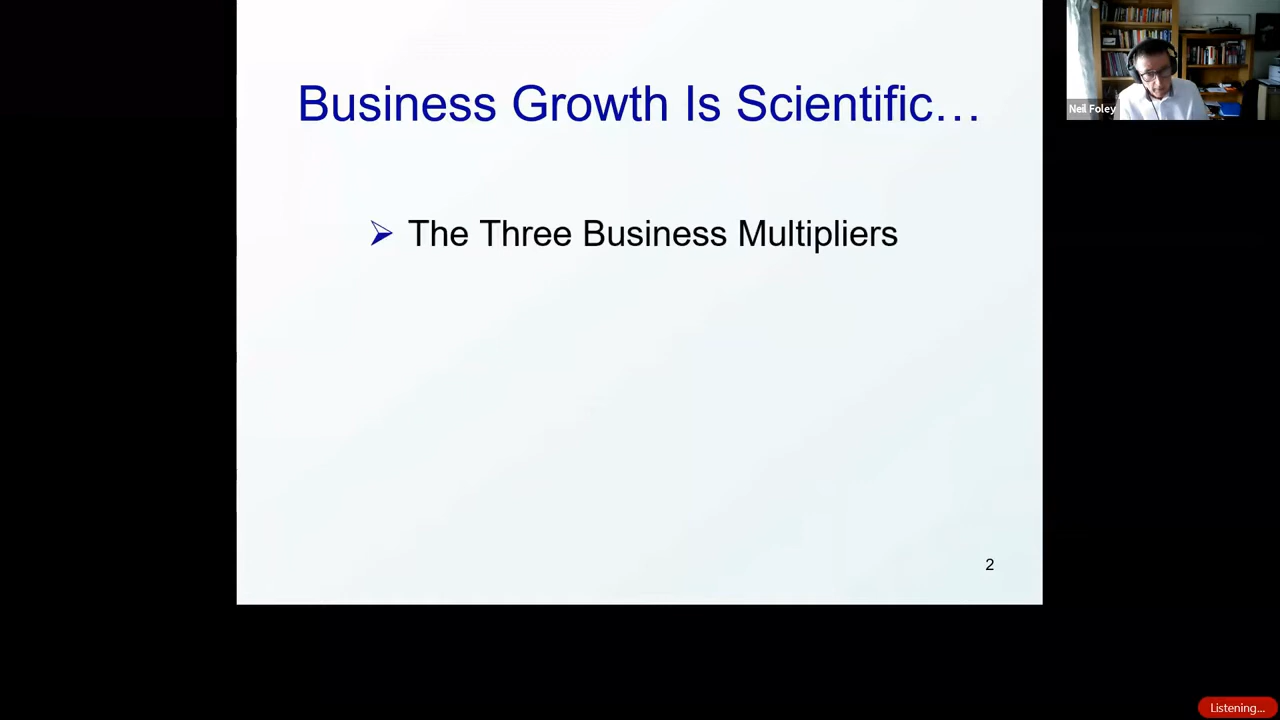 Business Growth Is Scientific…
➢ The Three Business Multipliers
2
Neil Foley
Listening...